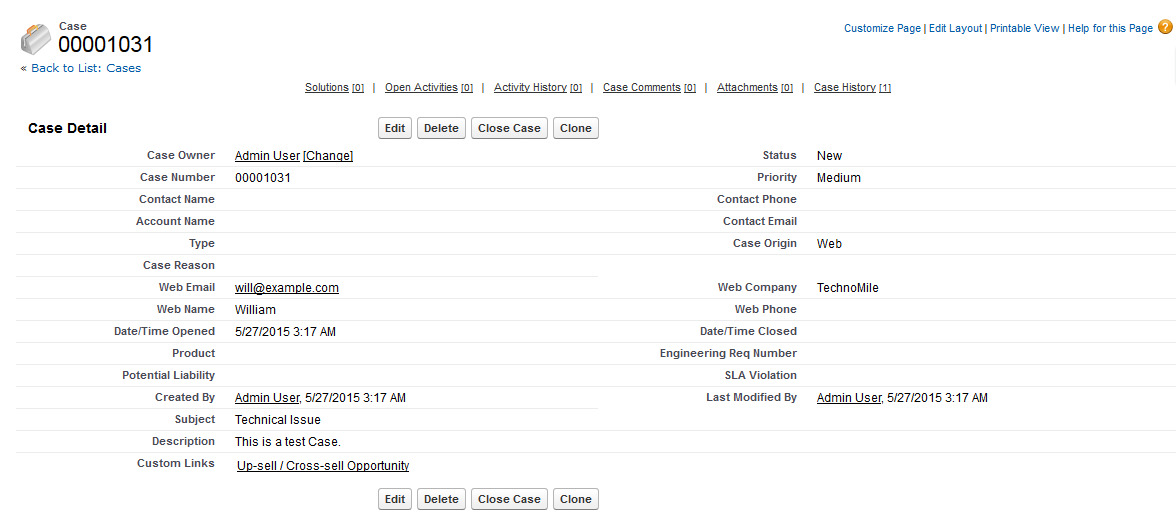 Case
00001031
Customize Page | Edit Layout | Printable View | Help for this Page ?
« Back to List: Cases
Solutions [0] | Open Activities [0] | Activity History [0] | Case Comments [0] | Attachments [0] | Case History [1]
Case Detail Edit Delete Close Case Clone
Case Owner Admin User [Change] Status New
Case Number 00001031 Priority Medium
Contact Name Contact Phone
Account Name Contact Email
Type Case Origin Web
Case Reason
Web Email will@example.com Web Company TechnoMile
Web Name William Web Phone
Date/Time Opened 5/27/2015 3:17 AM Date/Time Closed
Product Engineering Req Number
Potential Liability SLA Violation
Created By Admin User, 5/27/2015 3:17 AM Last Modified By Admin User, 5/27/2015 3:17 AM
Subject Technical Issue
Description This is a test Case.
Custom Links Up-sell / Cross-sell Opportunity
Edit Delete Close Case Clone